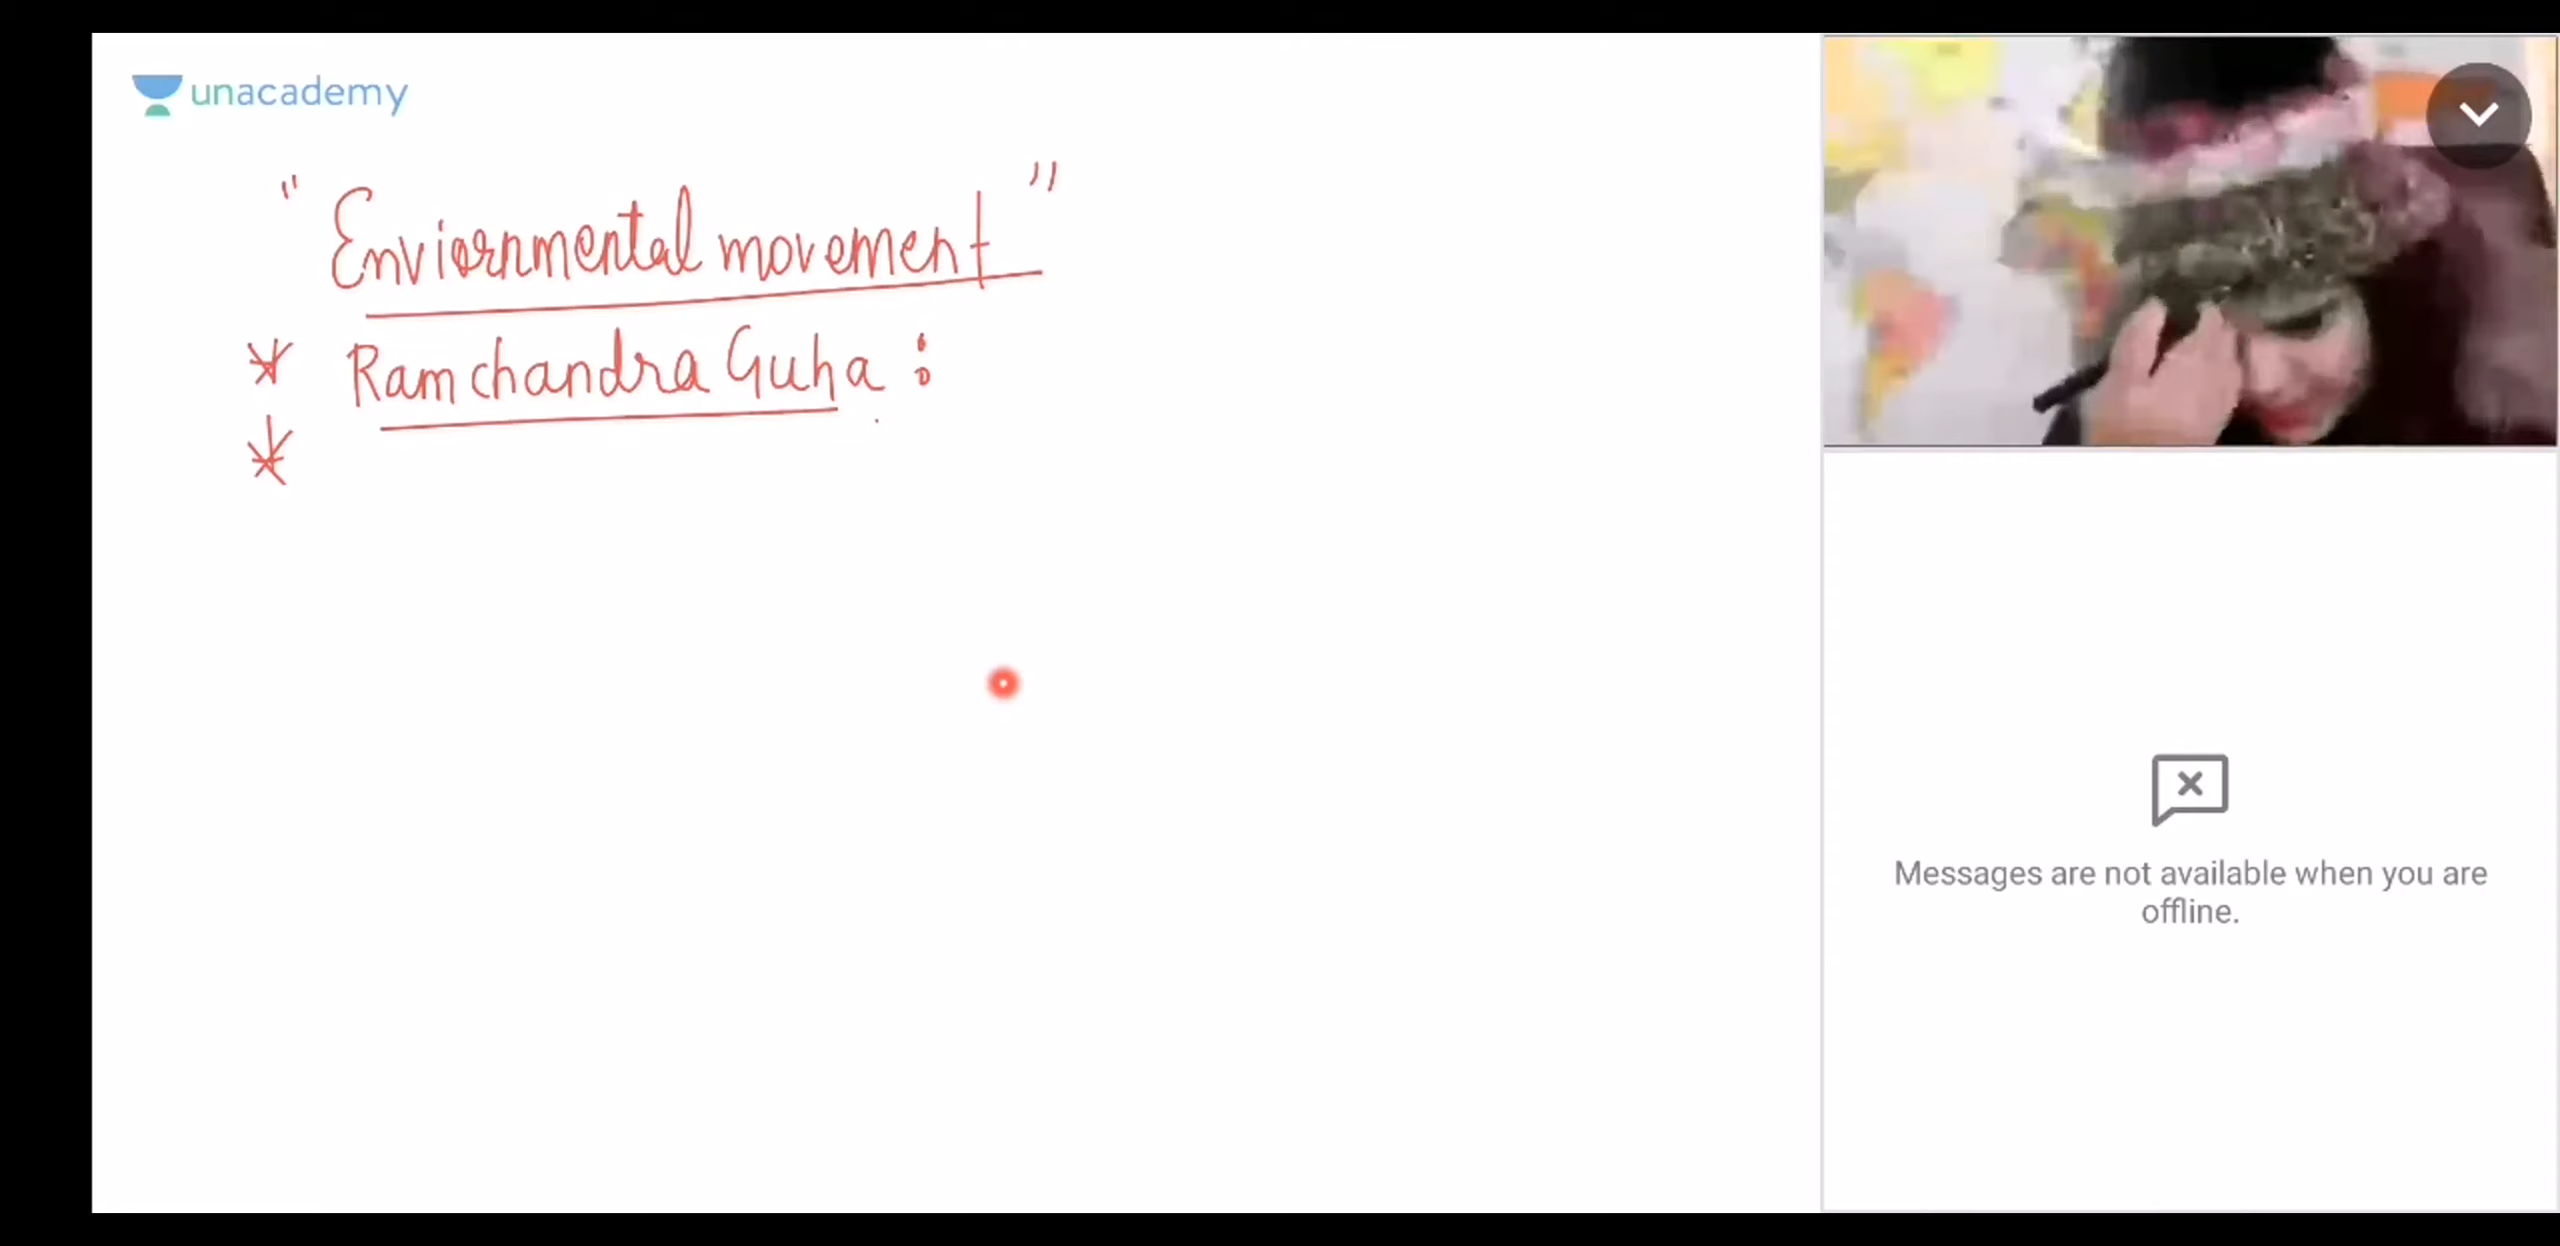 unacademy
" Enviornmental movement "
* Ramchandra Guha :
*
Messages are not available when you are
offline.